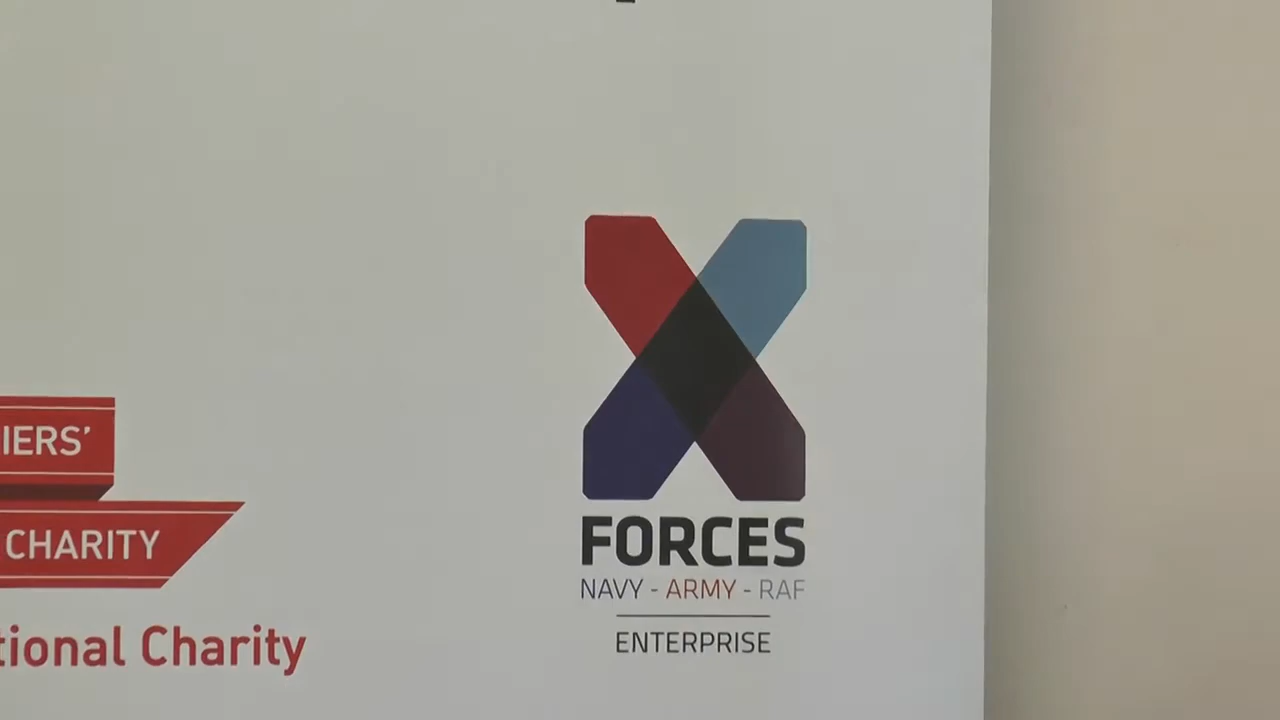 IERS’
CHARITY
tional Charity
X
FORCES
NAVY - ARMY - RAF
ENTERPRISE